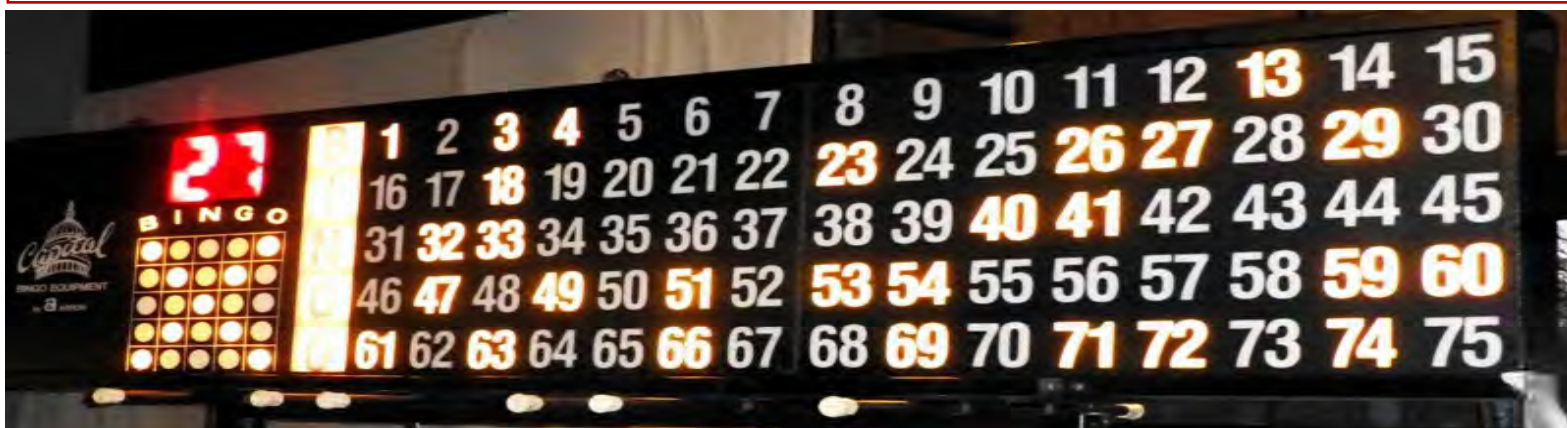 27
B I N G O
Capital
BINGO EQUIPMENT
by
1 2 3 4 5 6 7 8 9 10 11 12 13 14 15
16 17 18 19 20 21 22 23 24 25 26 27 28 29 30
31 32 33 34 35 36 37 38 39 40 41 42 43 44 45
46 47 48 49 50 51 52 53 54 55 56 57 58 59 60
61 62 63 64 65 66 67 68 69 70 71 72 73 74 75